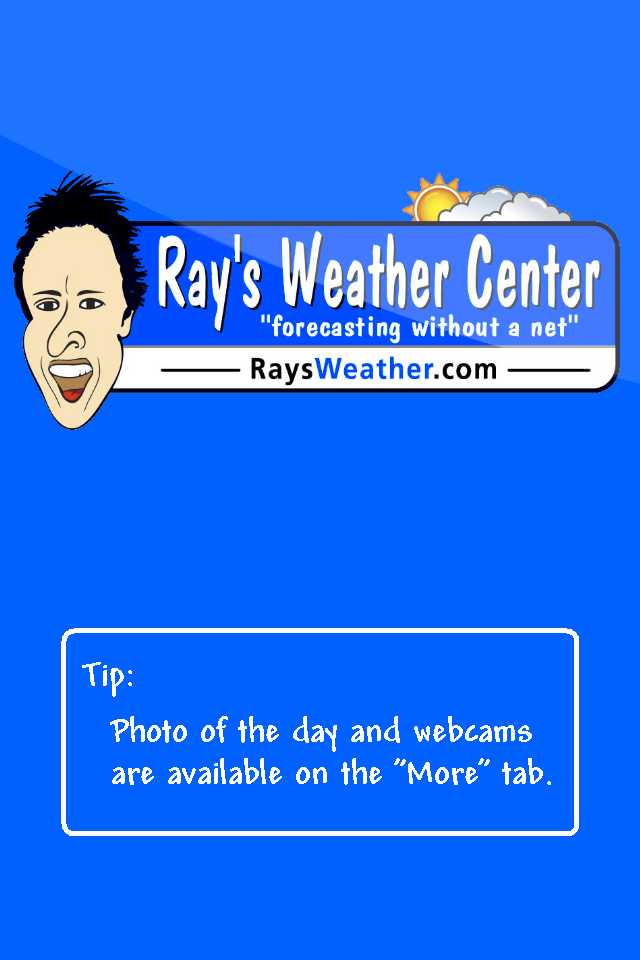 Ray's Weather Center
"forecasting without a net"
RaysWeather.com
Tip:
Photo of the day and webcams
are available on the "More" tab.